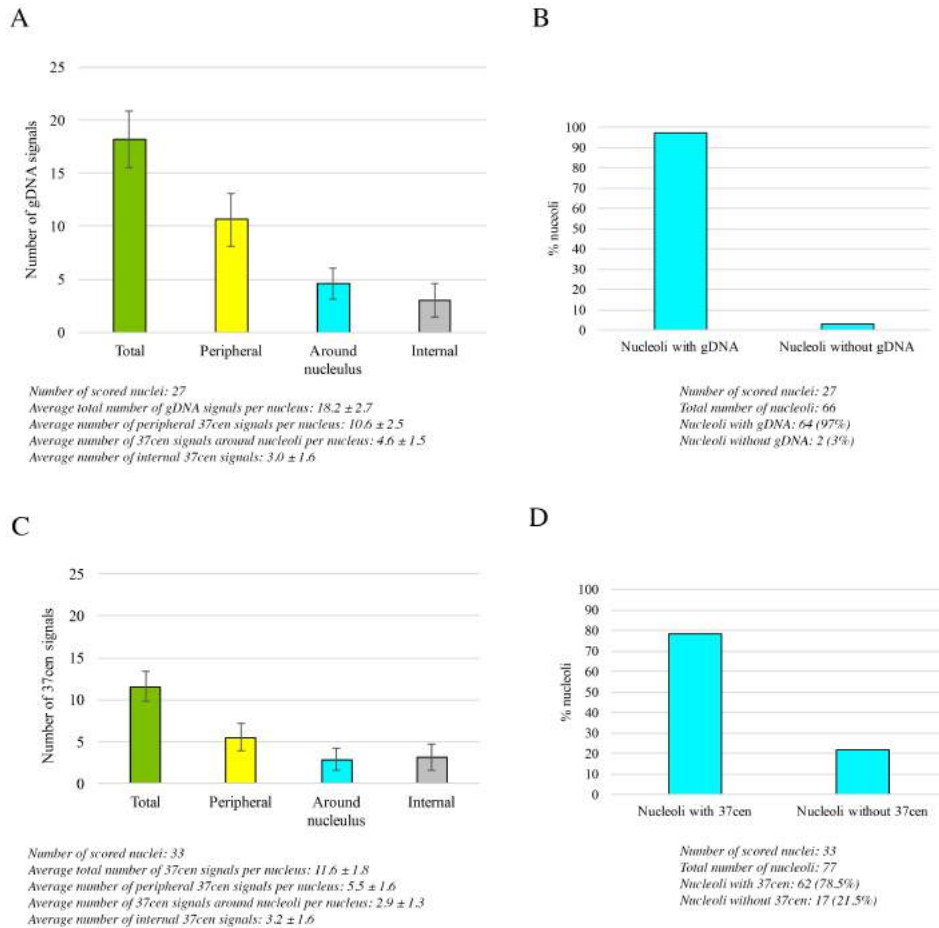 A
Number of gDNA signals
25
20
15
10
5
0
Total
Peripheral
Around
nucleulus
Internal
Number of scored nuclei: 27
Average total number of gDNA signals per nucleus: 18.2 ± 2.7
Average number of peripheral 37cen signals per nucleus: 10.6 ± 2.5
Average number of 37cen signals around nucleoli per nucleus: 4.6 ± 1.5
Average number of internal 37cen signals: 3.0 ± 1.6
B
% nuceoli
100
90
80
70
60
50
40
30
20
10
0
Nucleoli with gDNA
Nucleoli without gDNA
Number of scored nuclei: 27
Total number of nucleoli: 66
Nucleoli with gDNA: 64 (97%)
Nucleoli without gDNA: 2 (3%)
C
Number of 37cen signals
25
20
15
10
5
0
Total
Peripheral
Around
nucleulus
Internal
Number of scored nuclei: 33
Average total number of 37cen signals per nucleus: 11.6 ± 1.8
Average number of peripheral 37cen signals per nucleus: 5.5 ± 1.6
Average number of 37cen signals around nucleoli per nucleus: 2.9 ± 1.3
Average number of internal 37cen signals: 3.2 ± 1.6
D
% nucleoli
100
90
80
70
60
50
40
30
20
10
0
Nucleoli with 37cen
Nucleoli without 37cen
Number of scored nuclei: 33
Total number of nucleoli: 77
Nucleoli with 37cen: 62 (78.5%)
Nucleoli without 37cen: 17 (21.5%)